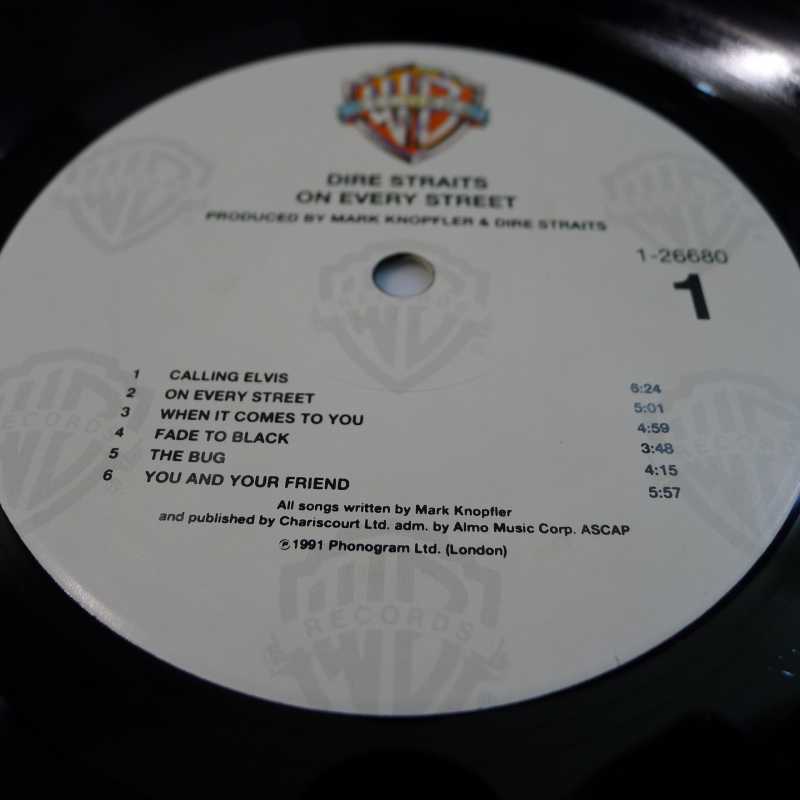 DIRE STRAITS
ON EVERY STREET
PRODUCED BY MARK KNOPFLER & DIRE STRAITS
1-26680
1
1 CALLING ELVIS 6:24
2 ON EVERY STREET 5:01
3 WHEN IT COMES TO YOU 4:59
4 FADE TO BLACK 3:48
5 THE BUG 4:15
6 YOU AND YOUR FRIEND 5:57
All songs written by Mark Knopfler
and published by Chariscourt Ltd. adm. by Almo Music Corp. ASCAP
℗1991 Phonogram Ltd. (London)
RECORDS
RECORDS